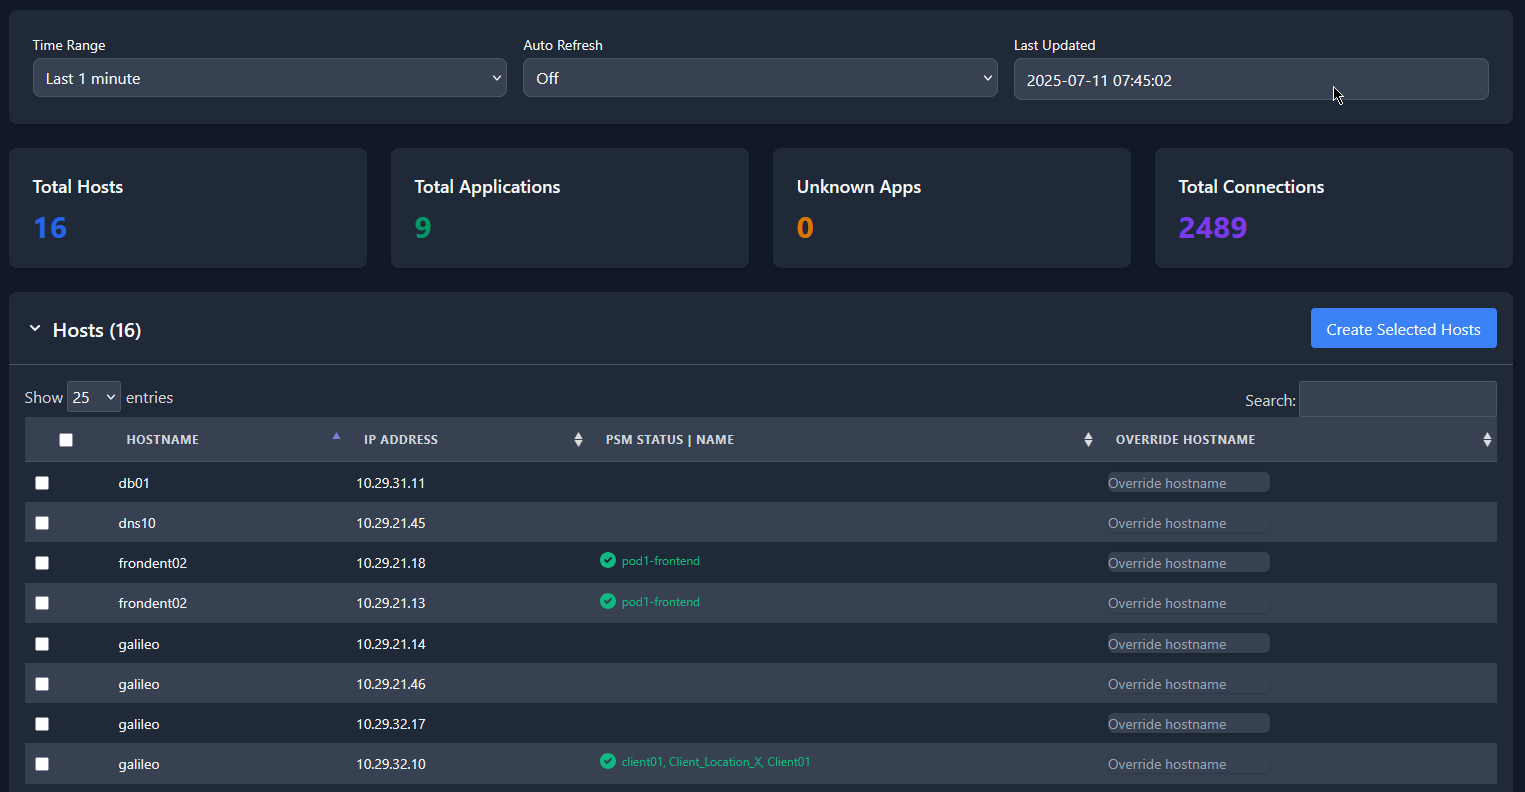 Time Range Auto Refresh Last Updated
Last 1 minute Off 2025-07-11 07:45:02
Total Hosts Total Applications Unknown Apps Total Connections
16 9 0 2489
Hosts (16) Create Selected Hosts
Show 25 entries Search:
HOSTNAME IP ADDRESS PSM STATUS | NAME OVERRIDE HOSTNAME
db01 10.29.31.11 Override hostname
dns10 10.29.21.45 Override hostname
frondent02 10.29.21.18 pod1-frontend Override hostname
frondent02 10.29.21.13 pod1-frontend Override hostname
galileo 10.29.21.14 Override hostname
galileo 10.29.21.46 Override hostname
galileo 10.29.32.17 Override hostname
galileo 10.29.32.10 client01, Client_Location_X, Client01 Override hostname